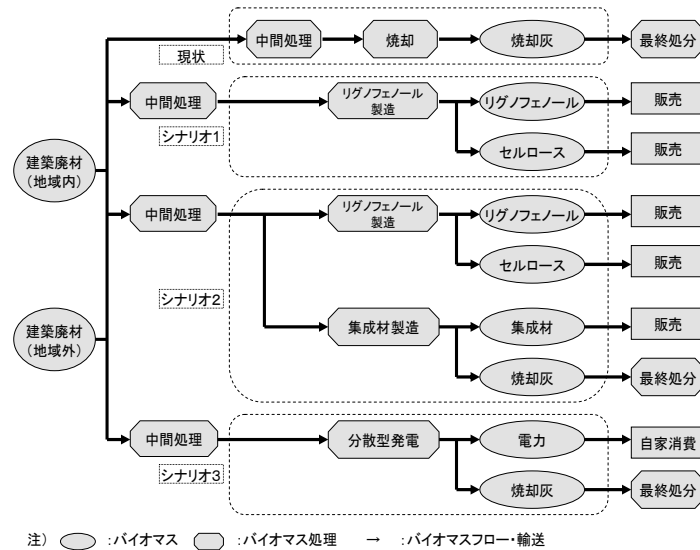 中間処理
焼却
焼却灰
最終処分
現状
中間処理
リグノフェノール
製造
リグノフェノール
販売
シナリオ1
セルロース
販売
建築廃材
(地域内)
中間処理
リグノフェノール
製造
リグノフェノール
販売
セルロース
販売
シナリオ2
建築廃材
(地域外)
集成材製造
集成材
販売
焼却灰
最終処分
中間処理
分散型発電
電力
自家消費
シナリオ3
焼却灰
最終処分
注) :バイオマス :バイオマス処理 → :バイオマスフロー・輸送